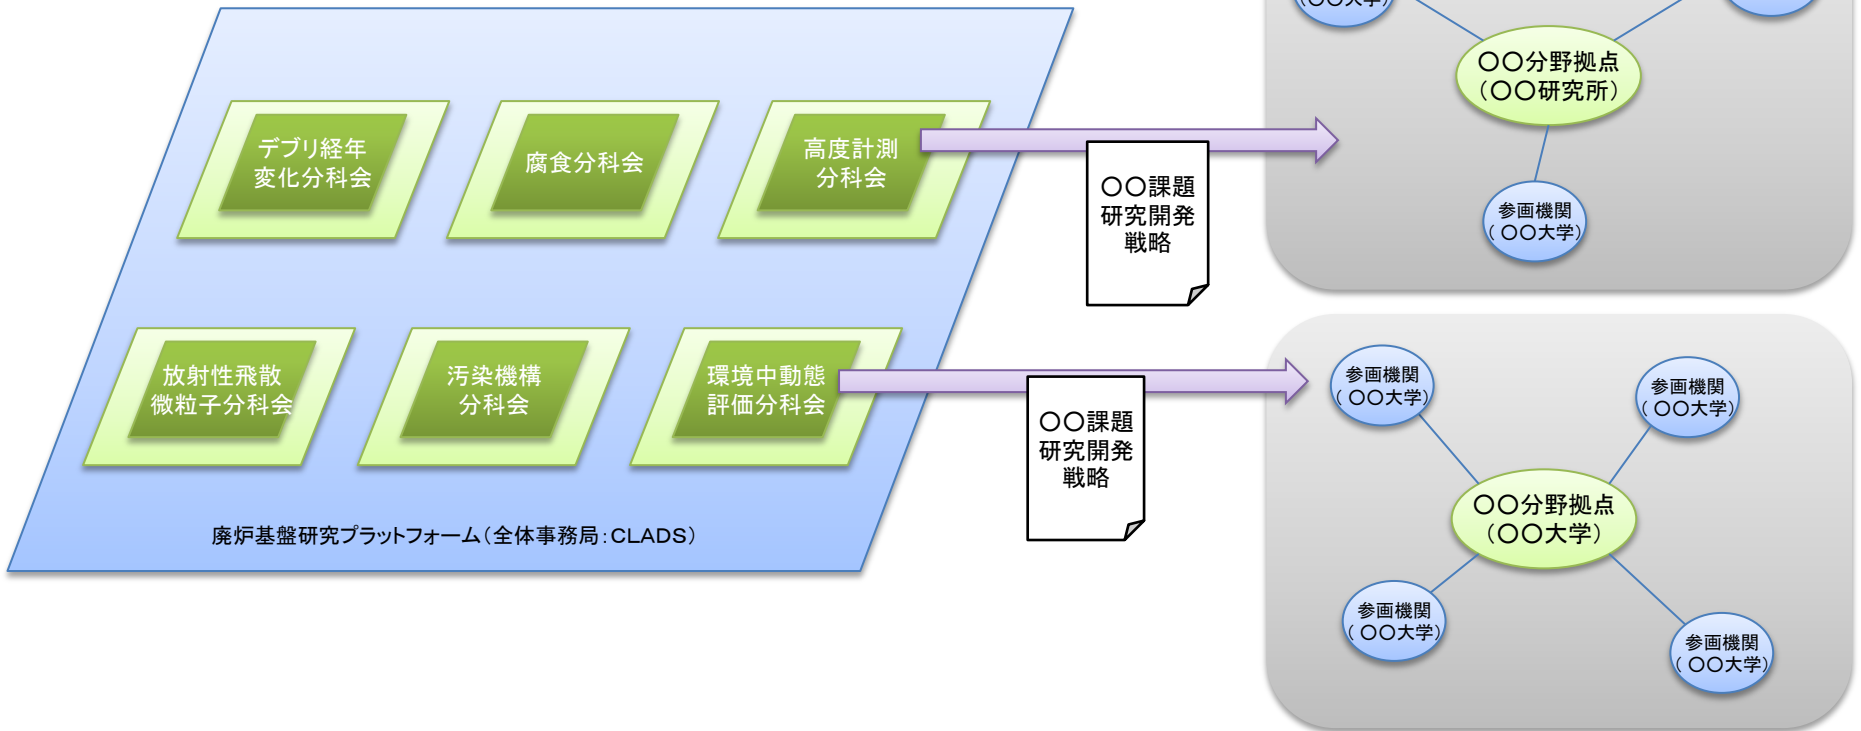 デブリ経年
変化分科会
腐食分科会
高度計測
分科会
放射性飛散
微粒子分科会
汚染機構
分科会
環境中動態
評価分科会
廃炉基盤研究プラットフォーム（全体事務局：CLADS）
〇〇課題
研究開発
戦略
〇〇課題
研究開発
戦略
（〇〇大学）
〇〇分野拠点
（〇〇研究所）
参画機関
（ 〇〇大学）
参画機関
（ 〇〇大学）
参画機関
（ 〇〇大学）
〇〇分野拠点
（〇〇大学）
参画機関
（ 〇〇大学）
参画機関
（ 〇〇大学）